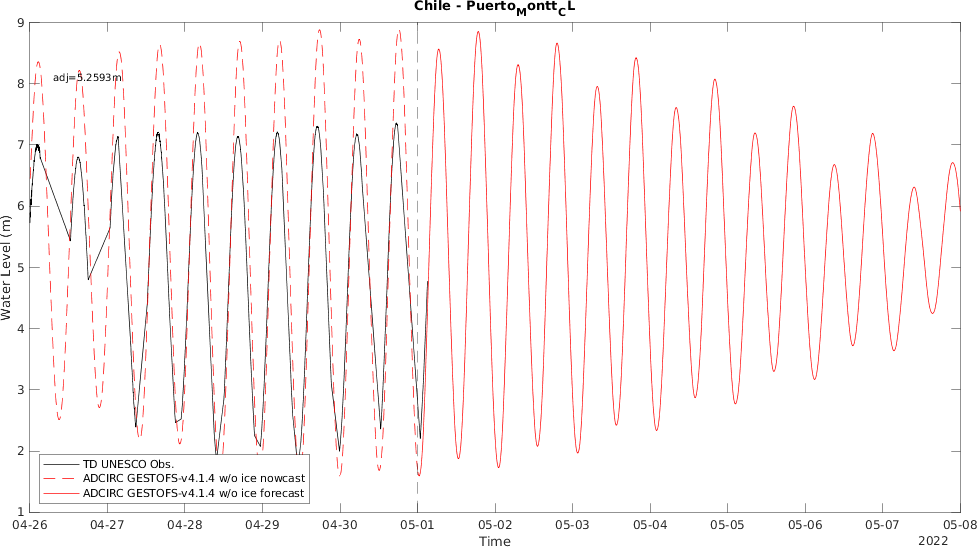 Chile - Puerto_Montt_CL
9
8
7
6
5
4
3
2
1
Water Level (m)
adj=5.2593m
TD UNESCO Obs.
ADCIRC GESTOFS-v4.1.4 w/o ice nowcast
ADCIRC GESTOFS-v4.1.4 w/o ice forecast
04-26 04-27 04-28 04-29 04-30 05-01 05-02 05-03 05-04 05-05 05-06 05-07 05-08
Time
2022